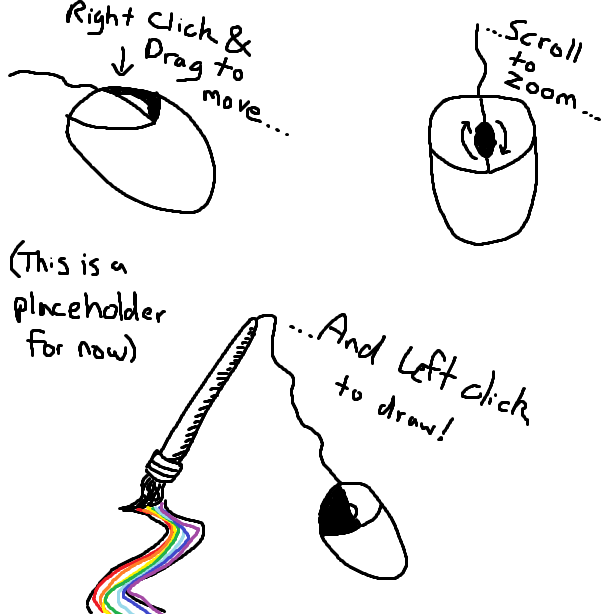 Right Click &
Drag to
move...
...Scroll
to
Zoom...
(This is a
placeholder
for now)
...And Left click
to draw!